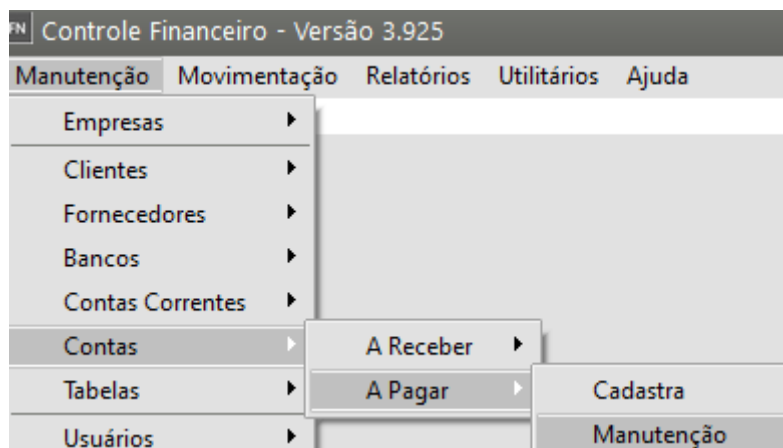 FN Controle Financeiro - Versão 3.925
Manutenção Movimentação Relatórios Utilitários Ajuda
Empresas
Clientes
Fornecedores
Bancos
Contas Correntes
Contas A Receber
Tabelas A Pagar Cadastra
Usuários Manutenção